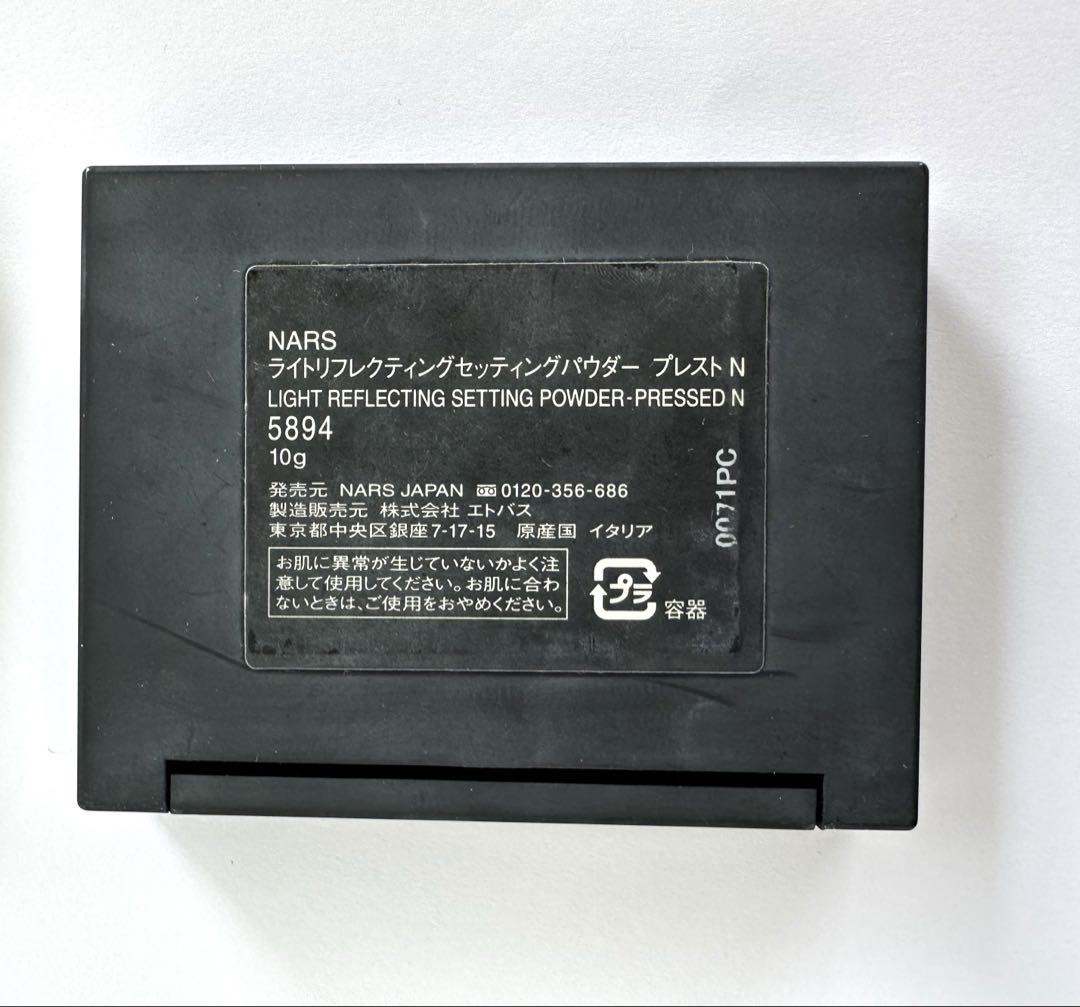 NARS
ライトリフレクティングセッティングパウダー プレスト N
LIGHT REFLECTING SETTING POWDER-PRESSED N
5894
10g
発売元 NARS JAPAN 0120-356-686
製造販売元 株式会社 エトバス
東京都中央区銀座7-17-15 原産国 イタリア
お肌に異常が生じていないかよく注
意して使用してください。お肌に合わ
ないときは、ご使用をおやめください。
プラ
容器
0071PC